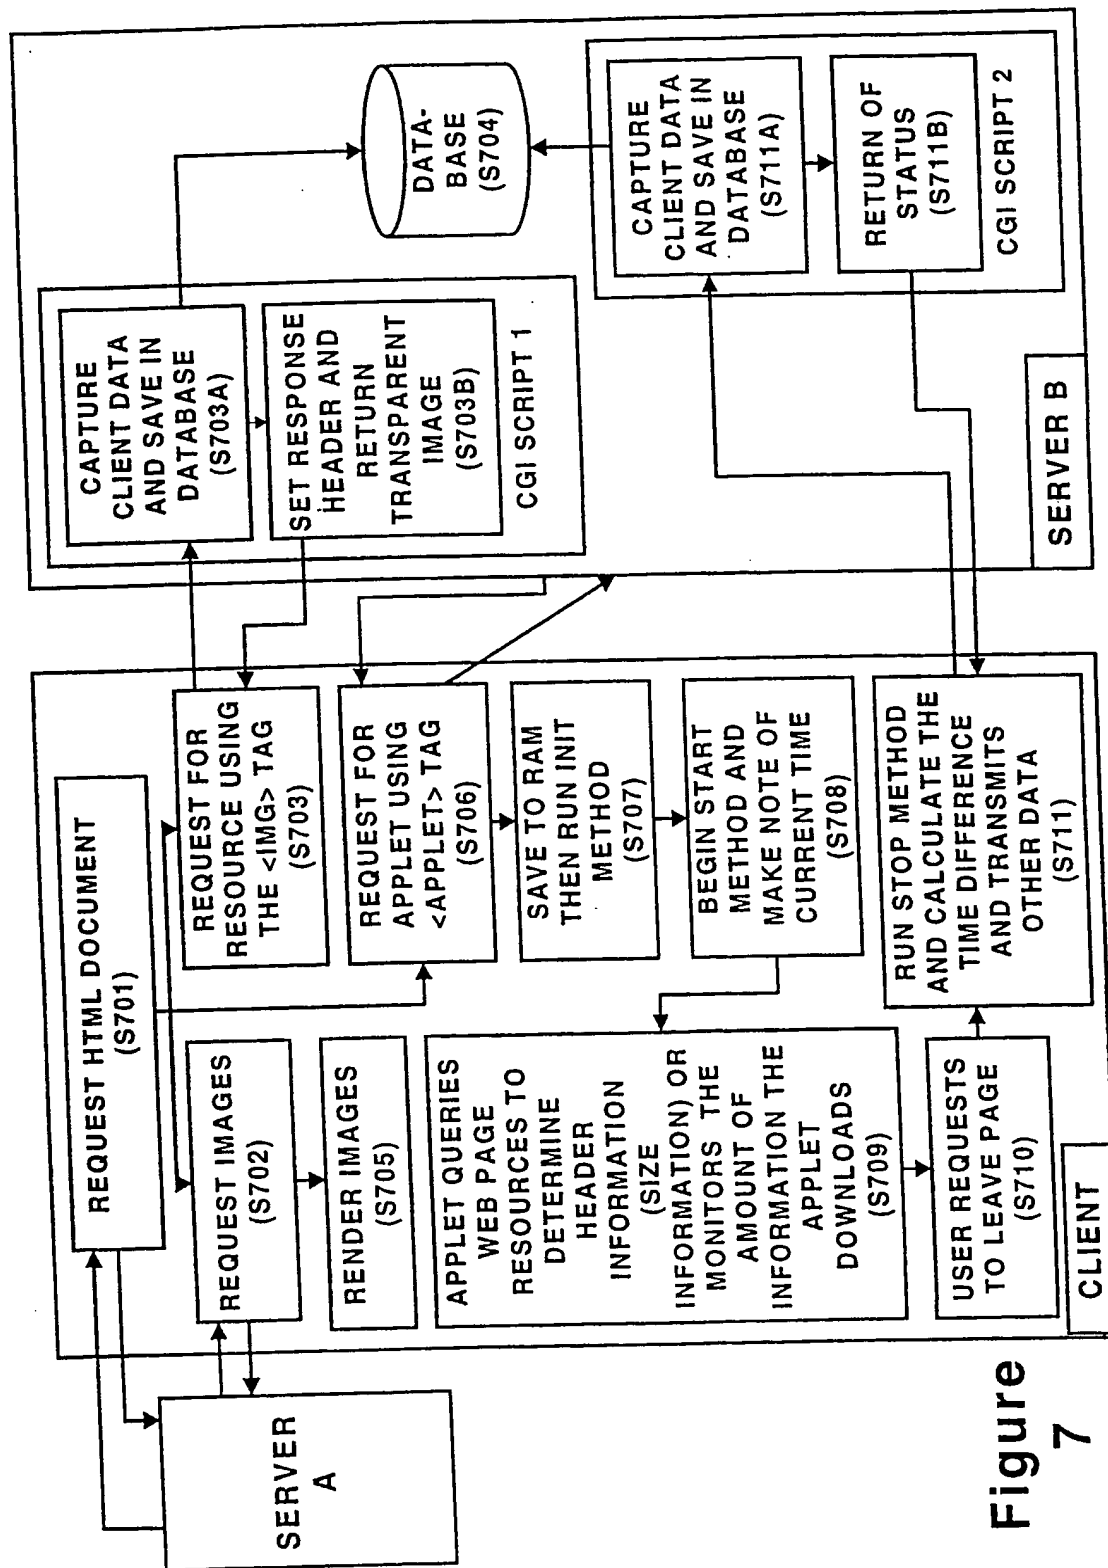 SERVER
A
REQUEST HTML DOCUMENT
(S701)
REQUEST IMAGES
(S702)
RENDER IMAGES
(S705)
REQUEST FOR
RESOURCE USING
THE <IMG> TAG
(S703)
REQUEST FOR
APPLET USING
<APPLET> TAG
(S706)
SAVE TO RAM
THEN RUN INIT
METHOD
(S707)
BEGIN START
METHOD AND
MAKE NOTE OF
CURRENT TIME
(S708)
APPLET QUERIES
WEB PAGE
RESOURCES TO
DETERMINE
HEADER
INFORMATION
(SIZE
INFORMATION) OR
MONITORS THE
AMOUNT OF
INFORMATION THE
APPLET
DOWNLOADS
(S709)
USER REQUESTS
TO LEAVE PAGE
(S710)
RUN STOP METHOD
AND CALCULATE THE
TIME DIFFERENCE
AND TRANSMITS
OTHER DATA
(S711)
CLIENT
CAPTURE
CLIENT DATA
AND SAVE IN
DATABASE
(S703A)
SET RESPONSE
HEADER AND
RETURN
TRANSPARENT
IMAGE
(S703B)
CGI SCRIPT 1
DATA-
BASE
(S704)
CAPTURE
CLIENT DATA
AND SAVE IN
DATABASE
(S711A)
RETURN OF
STATUS
(S711B)
CGI SCRIPT 2
SERVER B
Figure
7